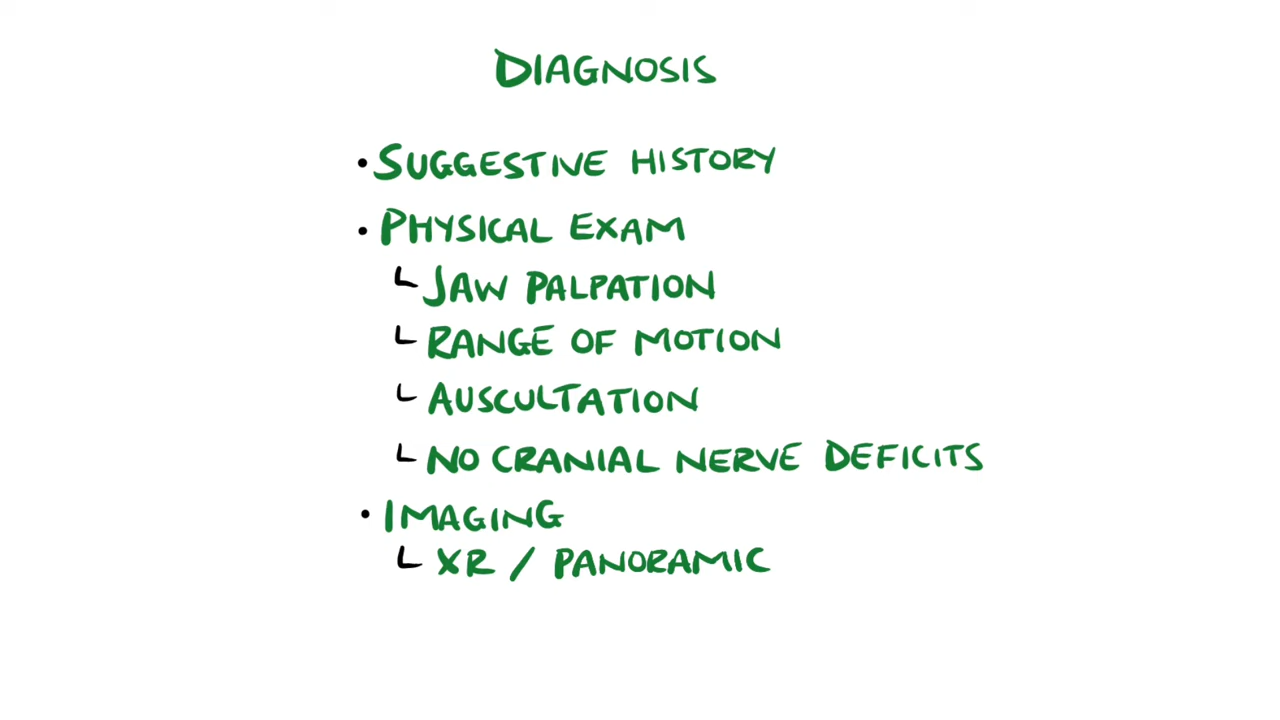 DIAGNOSIS
• SUGGESTIVE HISTORY
• PHYSICAL EXAM
└ JAW PALPATION
└ RANGE OF MOTION
└ AUSCULTATION
└ NO CRANIAL NERVE DEFICITS
• IMAGING
└ XR / PANORAMIC